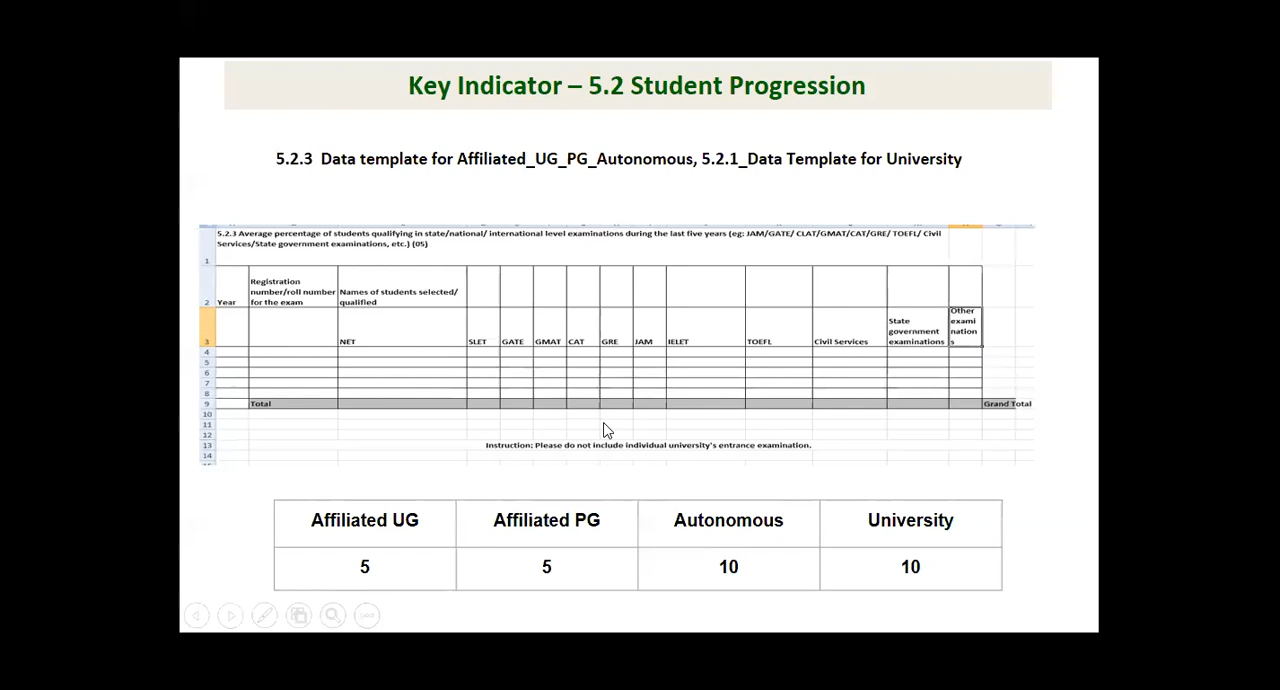 Key Indicator – 5.2 Student Progression
5.2.3 Data template for Affiliated_UG_PG_Autonomous, 5.2.1_Data Template for University
5.2.3 Average percentage of students qualifying in state/national/ international level examinations during the last five years (eg: JAM/GATE/ CLAT/GMAT/CAT/GRE/ TOEFL/ Civil
Services/State government examinations, etc.) (05)
1
Registration
number/roll number Names of students selected/
2 Year for the exam qualified
Other
State exami
government nation
3 NET SLET GATE GMAT CAT GRE JAM IELET TOEFL Civil Services examinations s
4
5
6
7
8
9 Total Grand Total
10
11
12
13 Instruction: Please do not include individual university's entrance examination.
14
Affiliated UG Affiliated PG Autonomous University
5 5 10 10